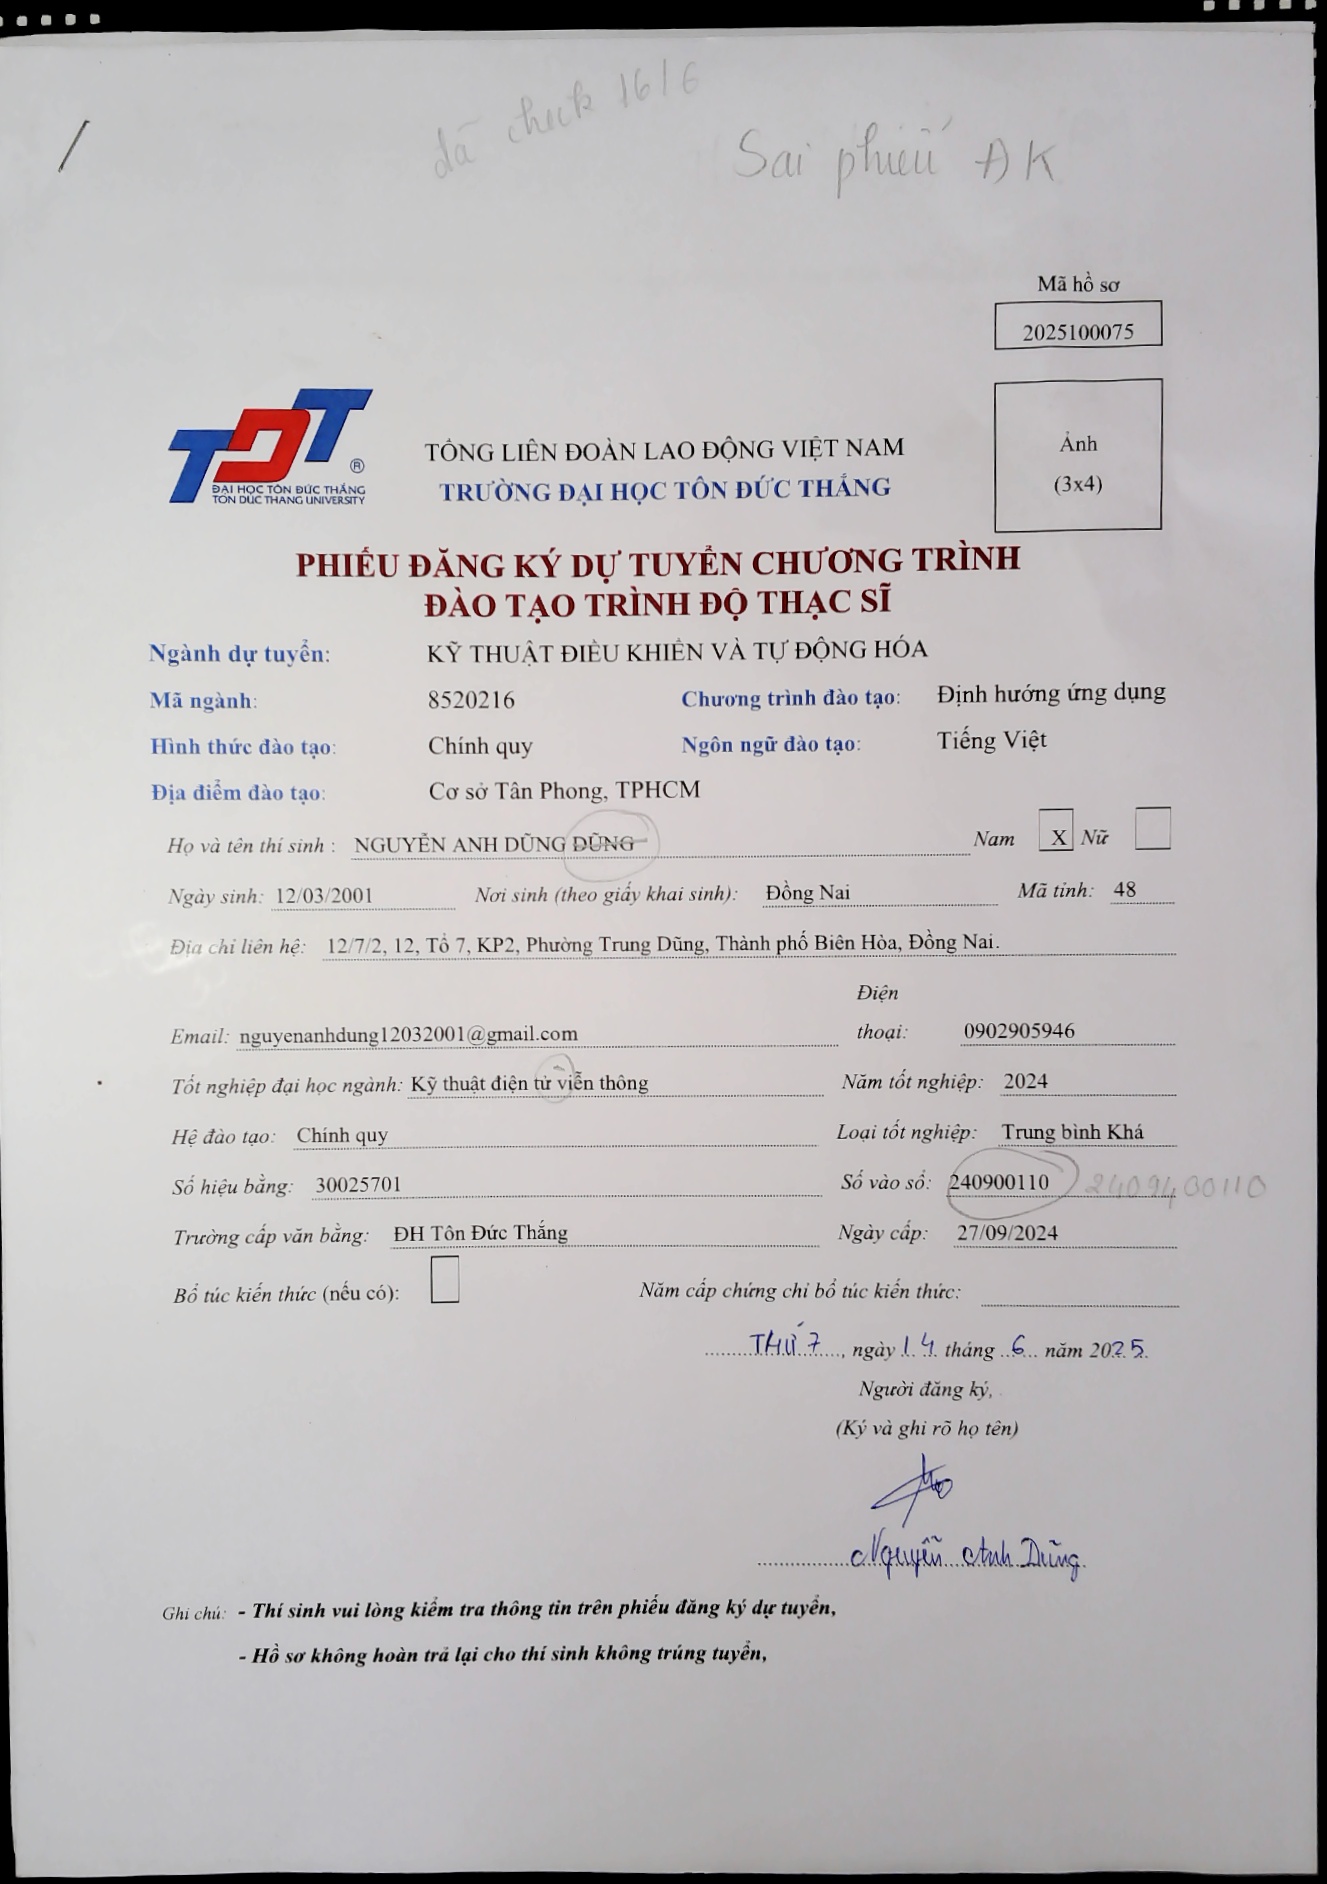 đã check 16/6
Sai phiếu ĐK
Mã hồ sơ
2025100075
TDT ®
ĐẠI HỌC TÔN ĐỨC THẮNG
TON DUC THANG UNIVERSITY
TỔNG LIÊN ĐOÀN LAO ĐỘNG VIỆT NAM
TRƯỜNG ĐẠI HỌC TÔN ĐỨC THẮNG
Ảnh
(3x4)
PHIẾU ĐĂNG KÝ DỰ TUYỂN CHƯƠNG TRÌNH
ĐÀO TẠO TRÌNH ĐỘ THẠC SĨ
Ngành dự tuyển: KỸ THUẬT ĐIỀU KHIỂN VÀ TỰ ĐỘNG HÓA
Mã ngành: 8520216 Chương trình đào tạo: Định hướng ứng dụng
Hình thức đào tạo: Chính quy Ngôn ngữ đào tạo: Tiếng Việt
Địa điểm đào tạo: Cơ sở Tân Phong, TPHCM
Họ và tên thí sinh : NGUYỄN ANH DŨNG DŨNG Nam X Nữ
Ngày sinh: 12/03/2001 Nơi sinh (theo giấy khai sinh): Đồng Nai Mã tỉnh: 48
Địa chỉ liên hệ: 12/7/2, 12, Tổ 7, KP2, Phường Trung Dũng, Thành phố Biên Hòa, Đồng Nai.
Email: nguyenanhdung12032001@gmail.com Điện thoại: 0902905946
Tốt nghiệp đại học ngành: Kỹ thuật điện tử viễn thông Năm tốt nghiệp: 2024
Hệ đào tạo: Chính quy Loại tốt nghiệp: Trung bình Khá
Số hiệu bằng: 30025701 Số vào sổ: 240900110 2409400110
Trường cấp văn bằng: ĐH Tôn Đức Thắng Ngày cấp: 27/09/2024
Bổ túc kiến thức (nếu có): Năm cấp chứng chỉ bổ túc kiến thức:
THỨ 7, ngày 14 tháng 6 năm 2025.
Người đăng ký,
(Ký và ghi rõ họ tên)
Nguyễn Anh Dũng
Ghi chú: - Thí sinh vui lòng kiểm tra thông tin trên phiếu đăng ký dự tuyển,
- Hồ sơ không hoàn trả lại cho thí sinh không trúng tuyển,